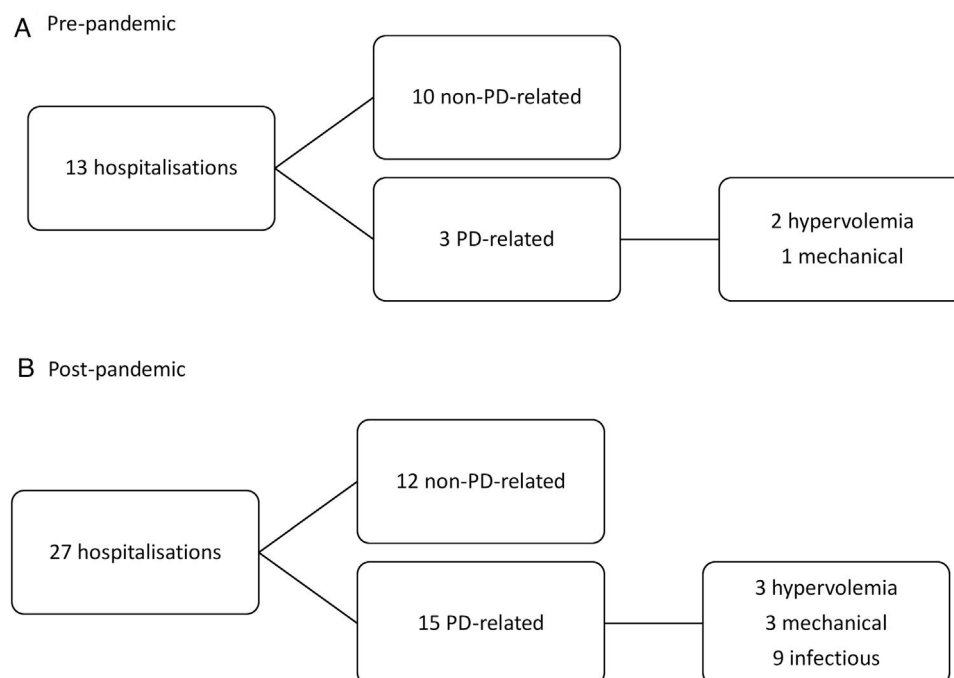 A Pre-pandemic
10 non-PD-related
13 hospitalisations
3 PD-related
2 hypervolemia
1 mechanical
B Post-pandemic
12 non-PD-related
27 hospitalisations
15 PD-related
3 hypervolemia
3 mechanical
9 infectious